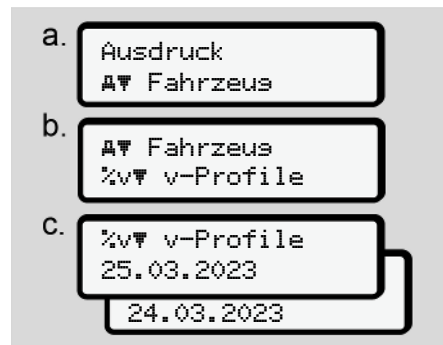 a.
Ausdruck
A▼ Fahrzeug
b.
A▼ Fahrzeug
%v▼ v-Profile
c.
%v▼ v-Profile
25.03.2023
24.03.2023